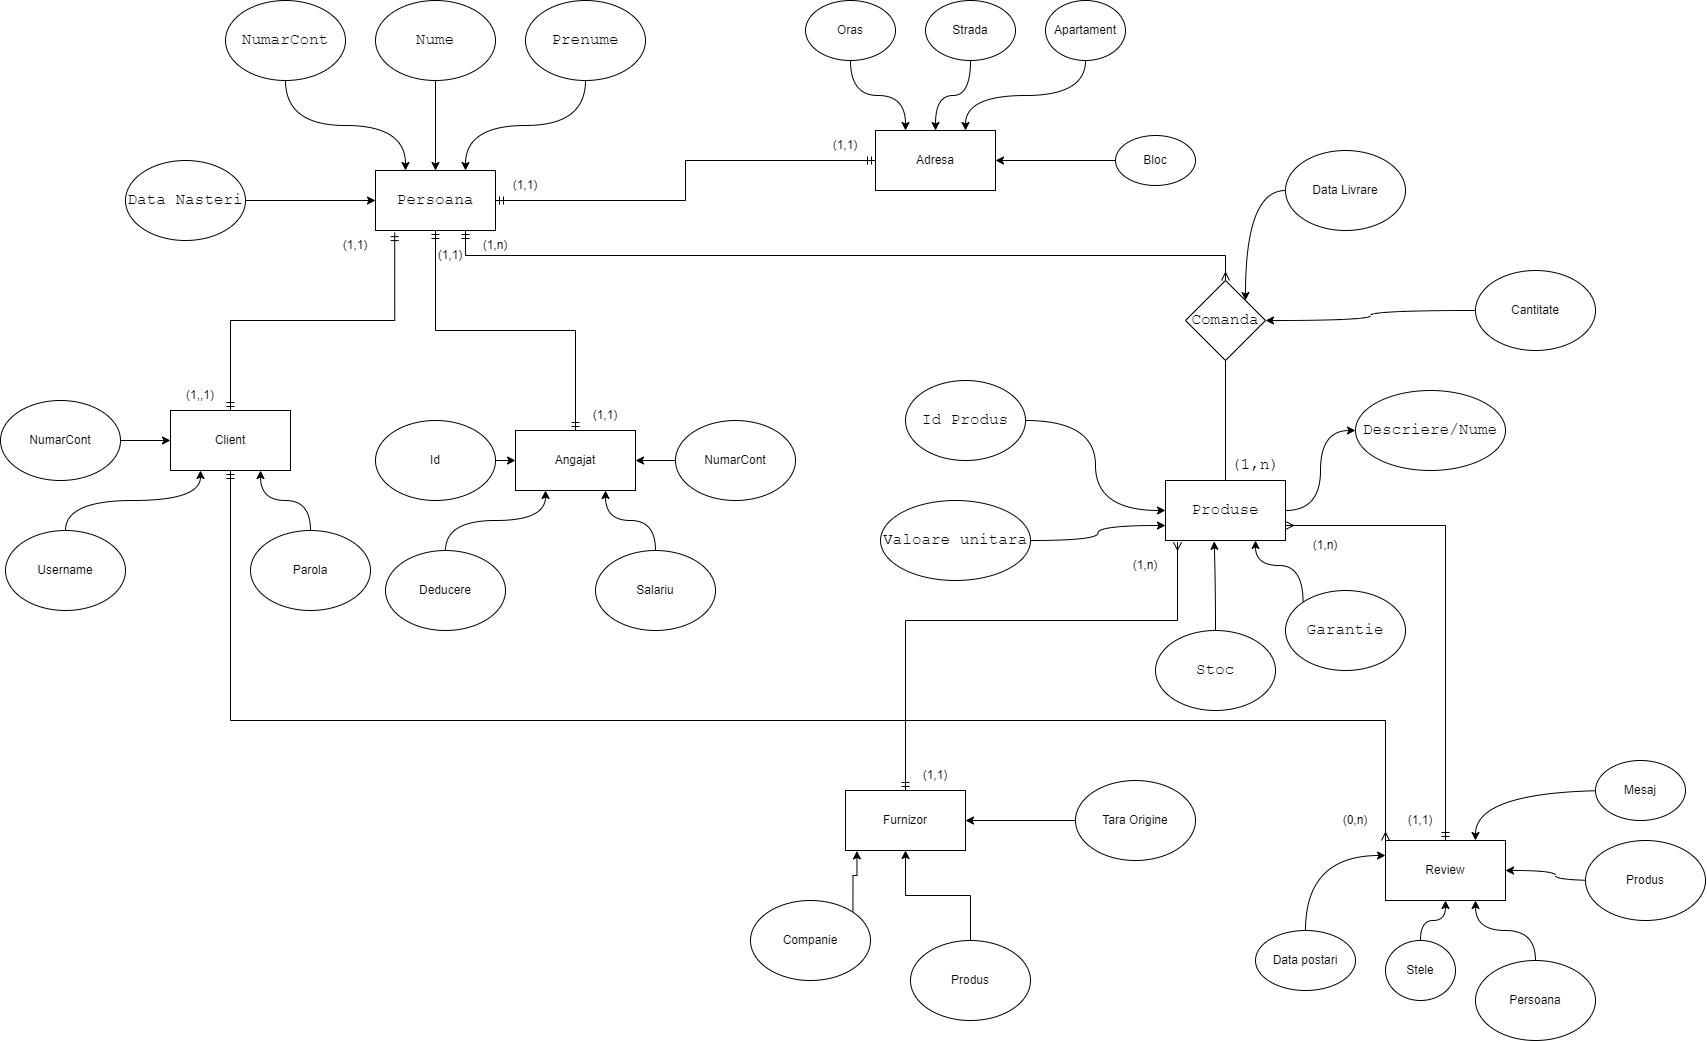 NumarCont
Nume
Prenume
Oras
Strada
Apartament
(1,1)
Adresa
Bloc
Data Nasteri
Persoana
(1,1)
Data Livrare
(1,1)
(1,1)
(1,n)
Comanda
Cantitate
(1,,1)
(1,1)
NumarCont
Client
Id
Angajat
NumarCont
Id Produs
Descriere/Nume
(1,n)
Produse
Valoare unitara
(1,n)
(1,n)
Username
Parola
Deducere
Salariu
Garantie
Stoc
(1,1)
Furnizor
Tara Origine
(0,n)
(1,1)
Mesaj
Review
Produs
Companie
Produs
Data postari
Stele
Persoana